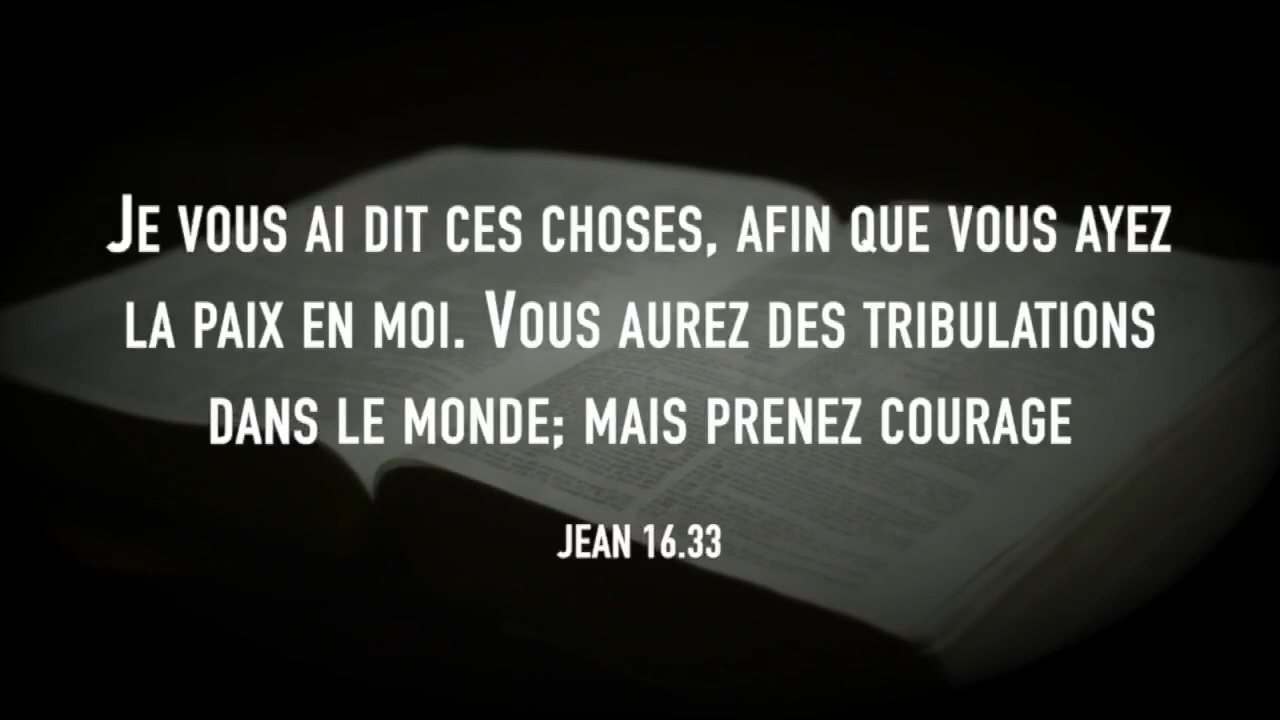 Je vous ai dit ces choses, afin que vous ayez
la paix en moi. Vous aurez des tribulations
dans le monde; mais prenez courage
Jean 16.33